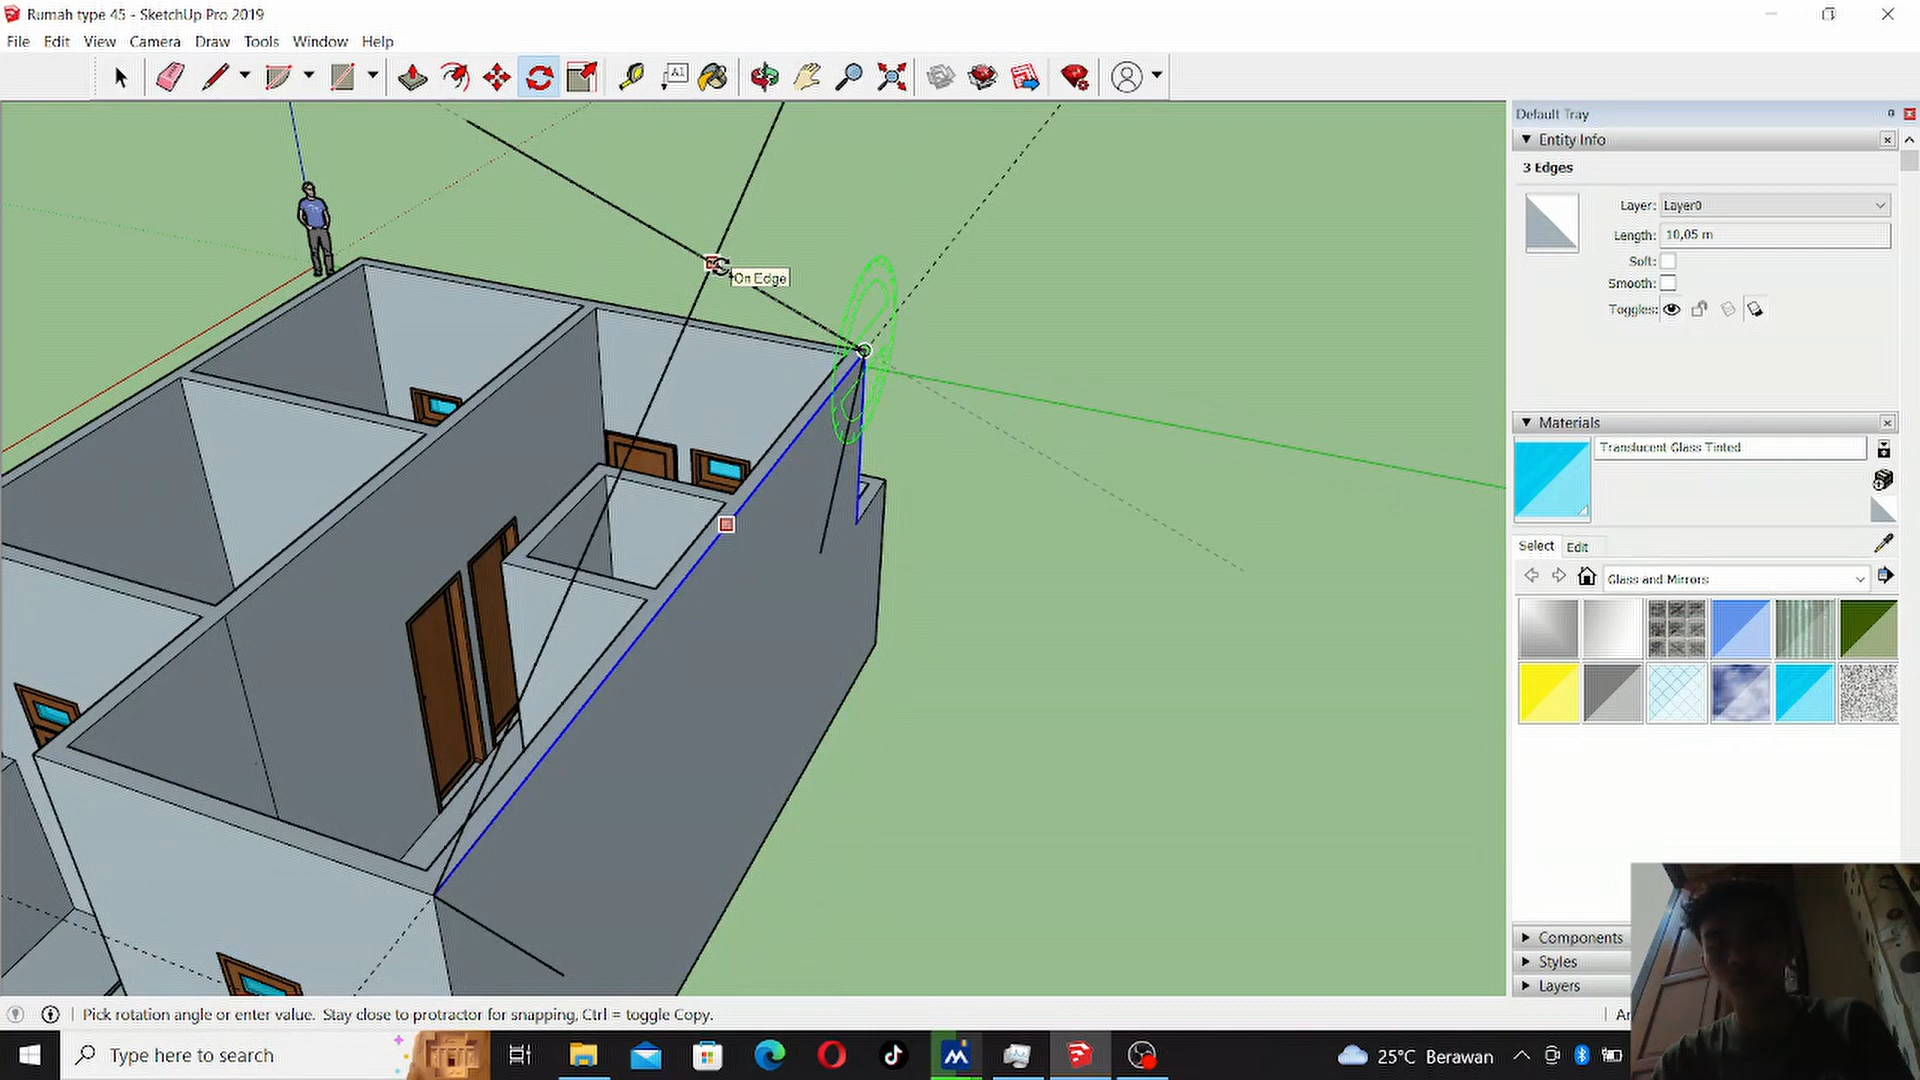 Rumah type 45 - SketchUp Pro 2019
File Edit View Camera Draw Tools Window Help
A1
Default Tray
Entity Info
3 Edges
Layer: Layer0
Length: 10,05 m
Soft:
Smooth:
Toggles:
On Edge
Materials
Translucent Glass Tinted
Select Edit
Glass and Mirrors
Components
Styles
Layers
Pick rotation angle or enter value. Stay close to protractor for snapping, Ctrl = toggle Copy.
Type here to search
25°C Berawan